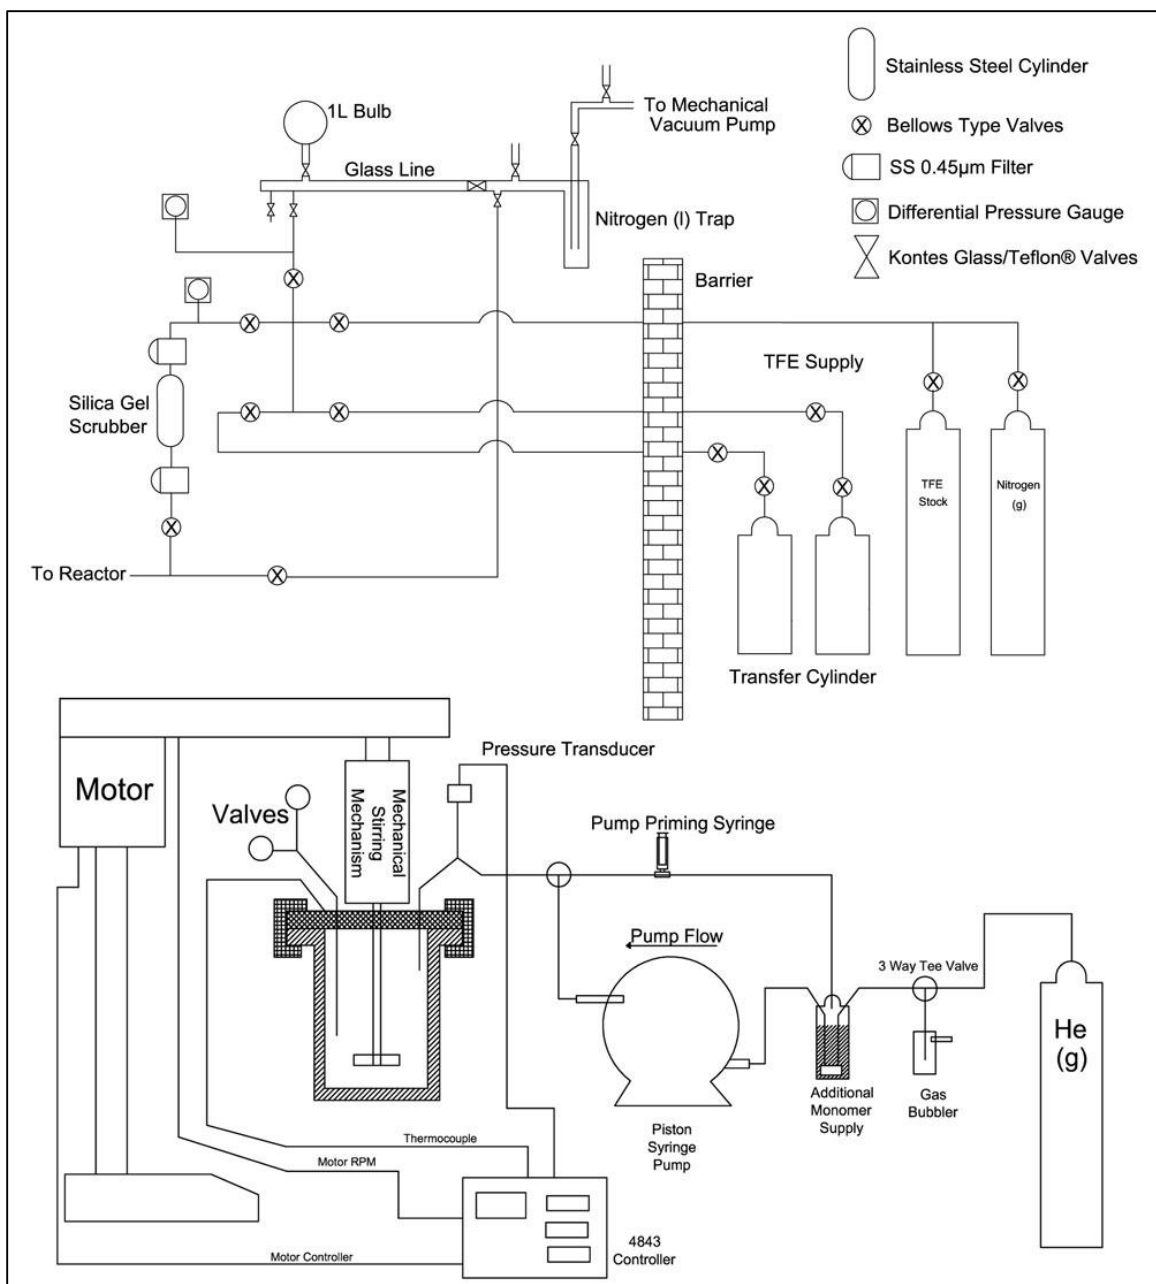 1L Bulb
To Mechanical
Vacuum Pump
Glass Line
Nitrogen (l) Trap
Stainless Steel Cylinder
Bellows Type Valves
SS 0.45µm Filter
Differential Pressure Gauge
Kontes Glass/Teflon® Valves
Barrier
TFE Supply
Silica Gel
Scrubber
TFE
Stock
Nitrogen
(g)
To Reactor
Transfer Cylinder
Motor
Valves
Mechanical
Stirring
Mechanism
Pressure Transducer
Pump Priming Syringe
Pump Flow
3 Way Tee Valve
He
(g)
Additional
Monomer
Supply
Gas
Bubbler
Piston
Syringe
Pump
Thermocouple
Motor RPM
Motor Controller
4843
Controller